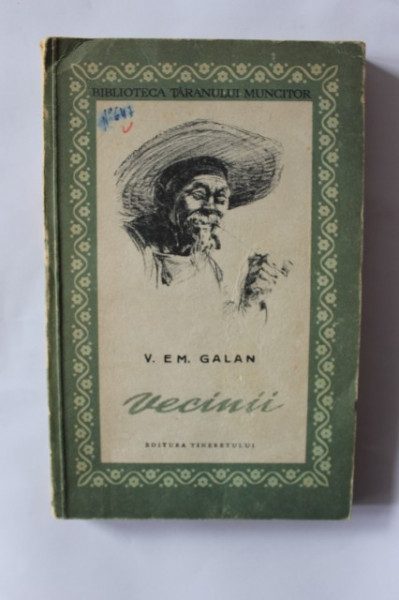 BIBLIOTECA ȚĂRANULUI MUNCITOR
V. EM. GALAN
Vecinii
EDITURA TINERETULUI